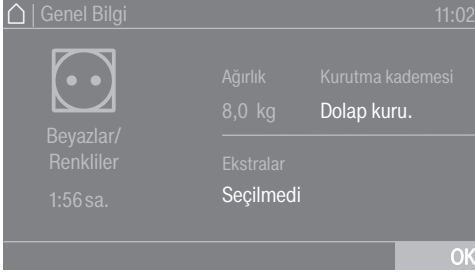 Genel Bilgi
11:02
Beyazlar/
Renkliler
1:56 sa.
Ağırlık
8,0 kg
Kurutma kademesi
Dolap kuru.
Ekstralar
Seçilmedi
OK